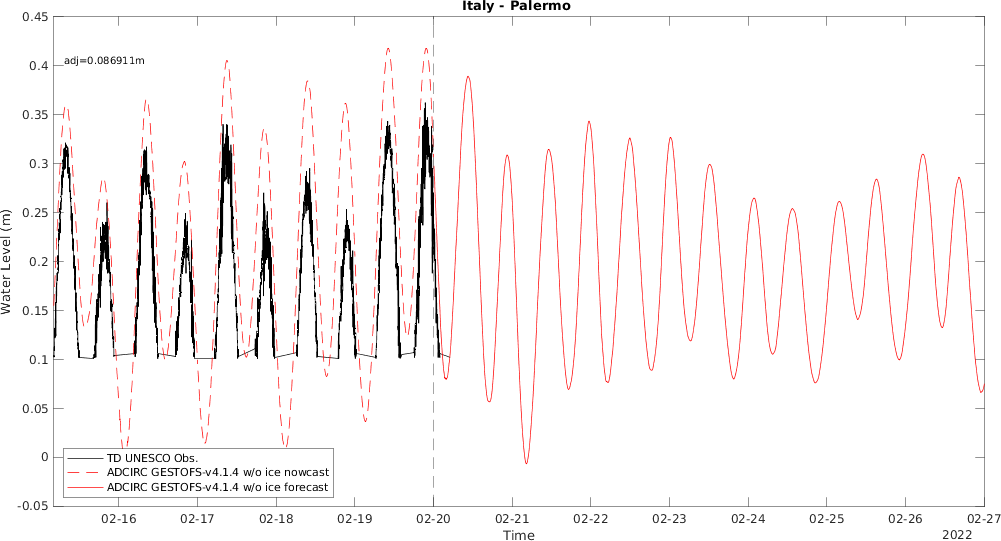 Italy - Palermo
adj=0.086911m
Water Level (m)
0.45
0.4
0.35
0.3
0.25
0.2
0.15
0.1
0.05
0
-0.05
TD UNESCO Obs.
ADCIRC GESTOFS-v4.1.4 w/o ice nowcast
ADCIRC GESTOFS-v4.1.4 w/o ice forecast
02-16 02-17 02-18 02-19 02-20 02-21 02-22 02-23 02-24 02-25 02-26 02-27
Time
2022